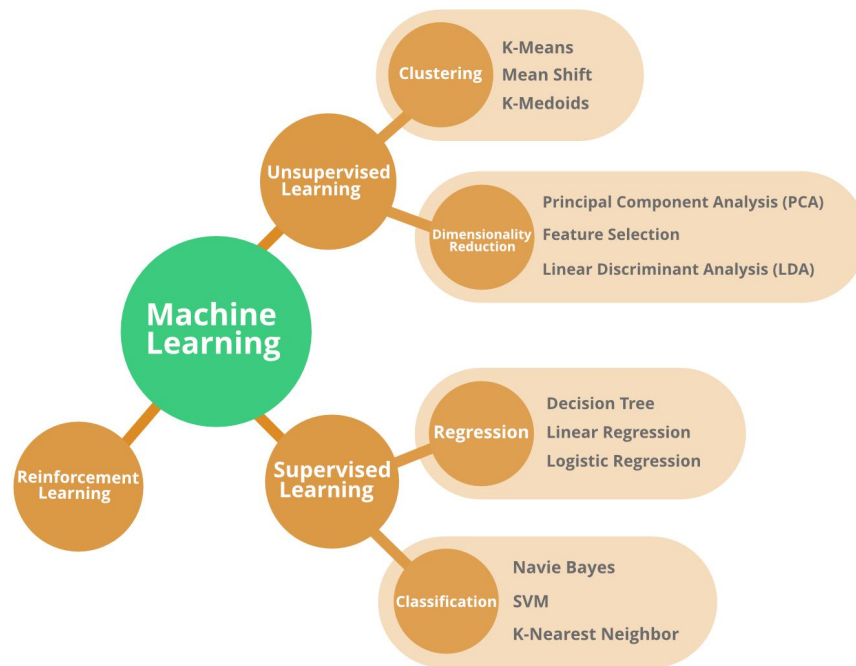 Machine
Learning
Unsupervised
Learning
Clustering
K-Means
Mean Shift
K-Medoids
Dimensionality
Reduction
Principal Component Analysis (PCA)
Feature Selection
Linear Discriminant Analysis (LDA)
Supervised
Learning
Regression
Decision Tree
Linear Regression
Logistic Regression
Classification
Navie Bayes
SVM
K-Nearest Neighbor
Reinforcement
Learning